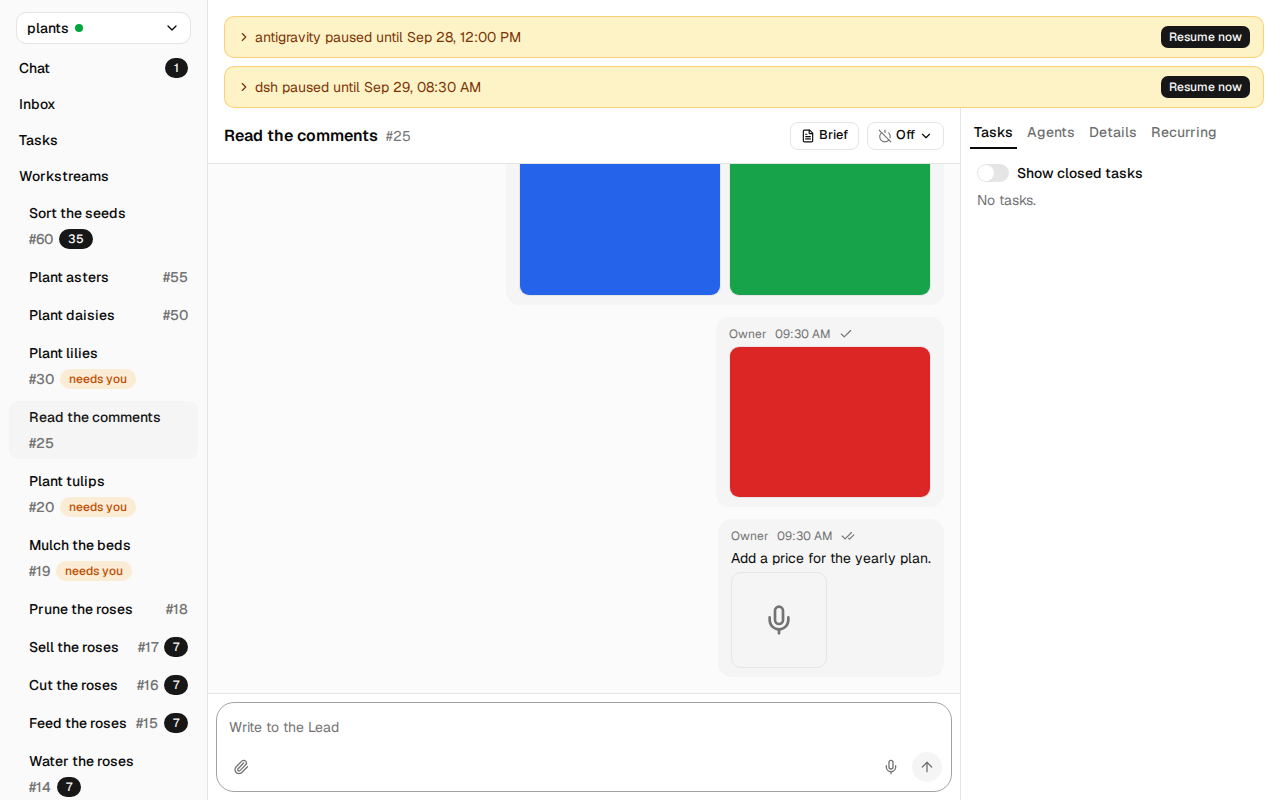 plants
Chat 1
Inbox
Tasks
Workstreams
Sort the seeds
#60 35
Plant asters #55
Plant daisies #50
Plant lilies
#30 needs you
Read the comments
#25
Plant tulips
#20 needs you
Mulch the beds
#19 needs you
Prune the roses #18
Sell the roses #17 7
Cut the roses #16 7
Feed the roses #15 7
Water the roses
#14 7
antigravity paused until Sep 28, 12:00 PM Resume now
dsh paused until Sep 29, 08:30 AM Resume now
Read the comments #25 Brief Off
Owner 09:30 AM
Owner 09:30 AM
Add a price for the yearly plan.
Write to the Lead
Tasks Agents Details Recurring
Show closed tasks
No tasks.